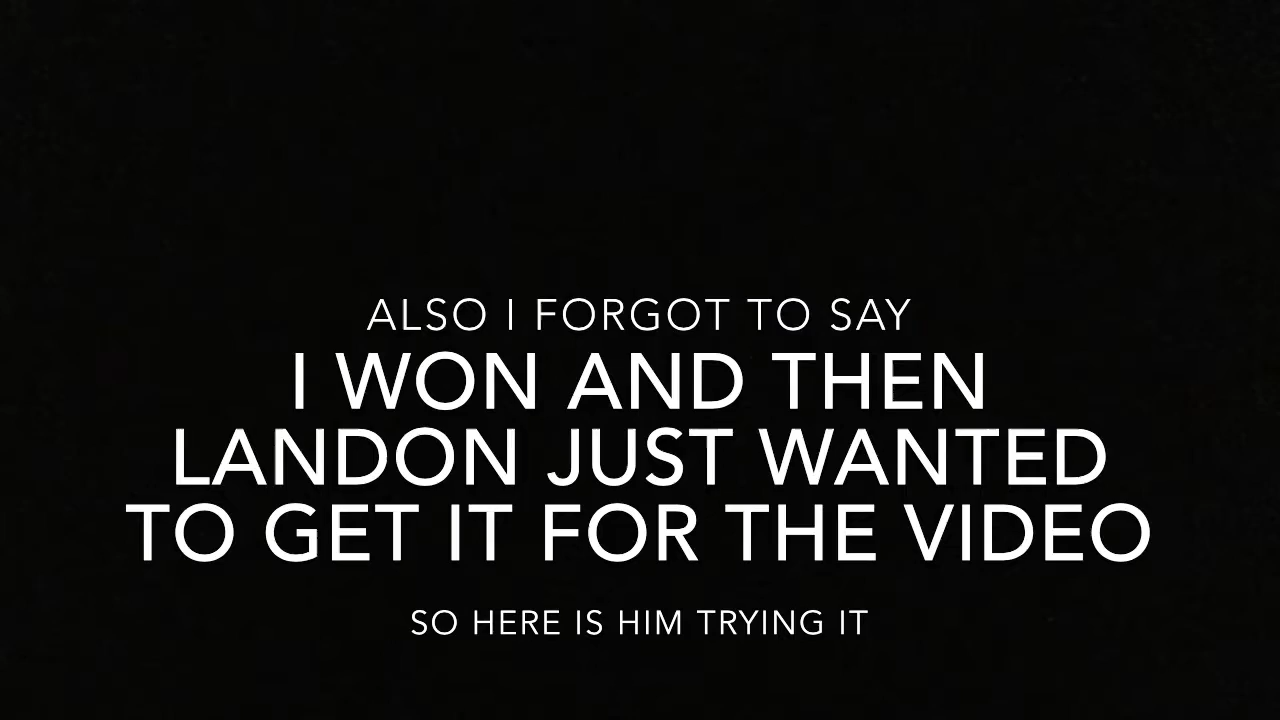 ALSO I FORGOT TO SAY
I WON AND THEN
LANDON JUST WANTED
TO GET IT FOR THE VIDEO
SO HERE IS HIM TRYING IT